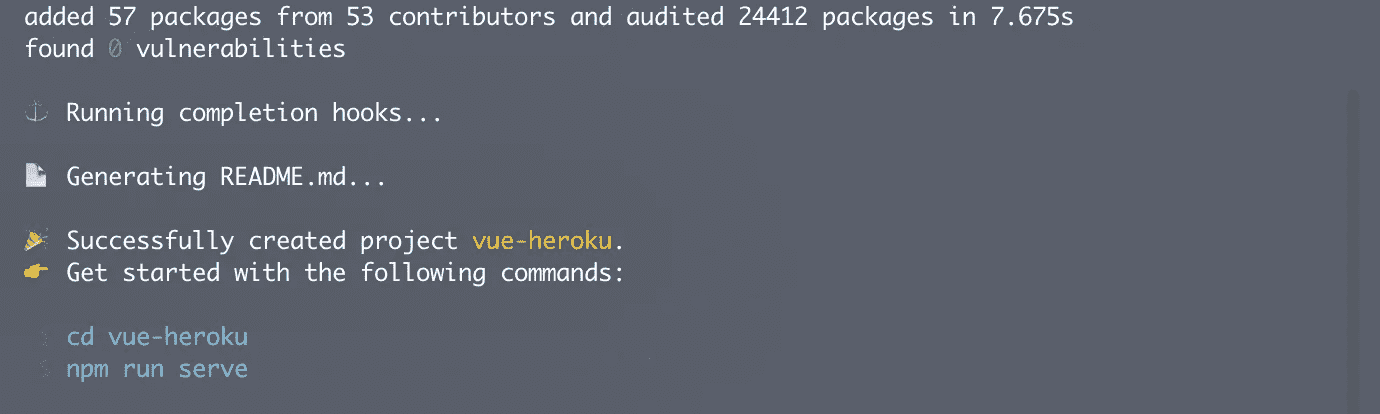 added 57 packages from 53 contributors and audited 24412 packages in 7.675s
found 0 vulnerabilities
⚓ Running completion hooks...
📄 Generating README.md...
🎉 Successfully created project vue-heroku.
👉 Get started with the following commands:
cd vue-heroku
npm run serve